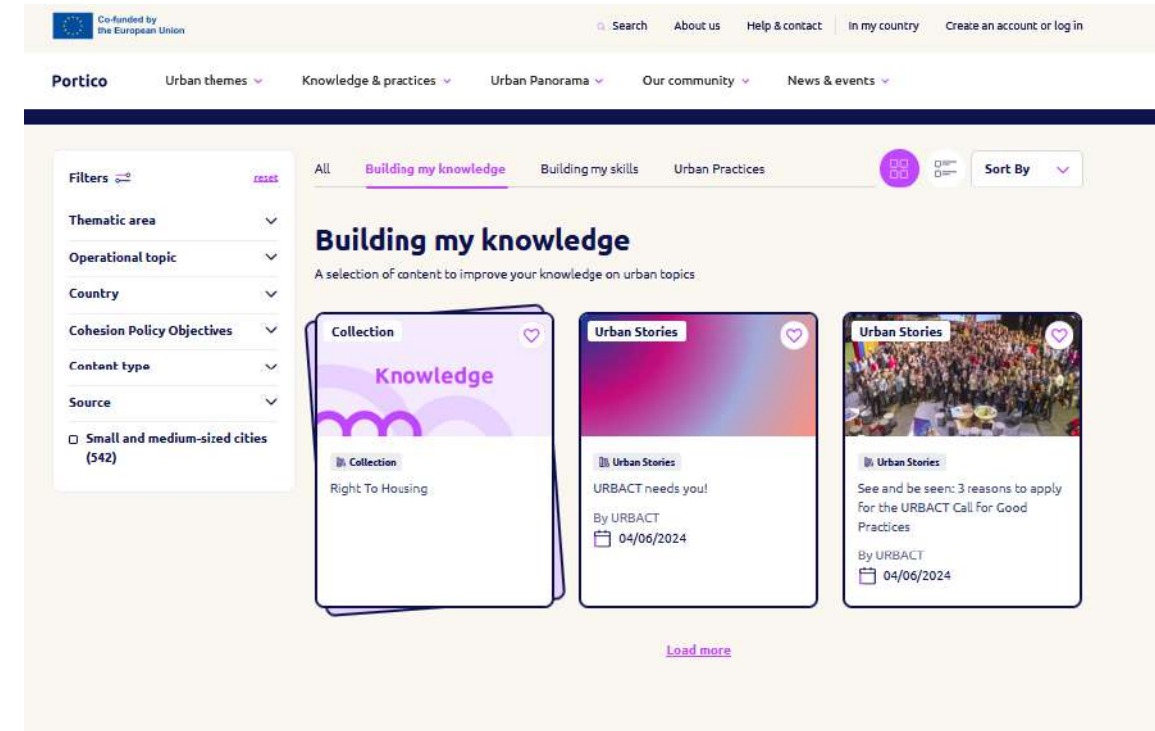 Co-funded by
the European Union
Search About us Help & contact In my country Create an account or log in
Portico Urban themes Knowledge & practices Urban Panorama Our community News & events
Filters reset
Thematic area
Operational topic
Country
Cohesion Policy Objectives
Content type
Source
Small and medium-sized cities
(542)
All Building my knowledge Building my skills Urban Practices Sort By
Building my knowledge
A selection of content to improve your knowledge on urban topics
Collection
Knowledge
Collection
Right To Housing
Urban Stories
Urban Stories
URBACT needs you!
By URBACT
04/06/2024
Urban Stories
Urban Stories
See and be seen: 3 reasons to apply
for the URBACT Call for Good
Practices
By URBACT
04/06/2024
Load more